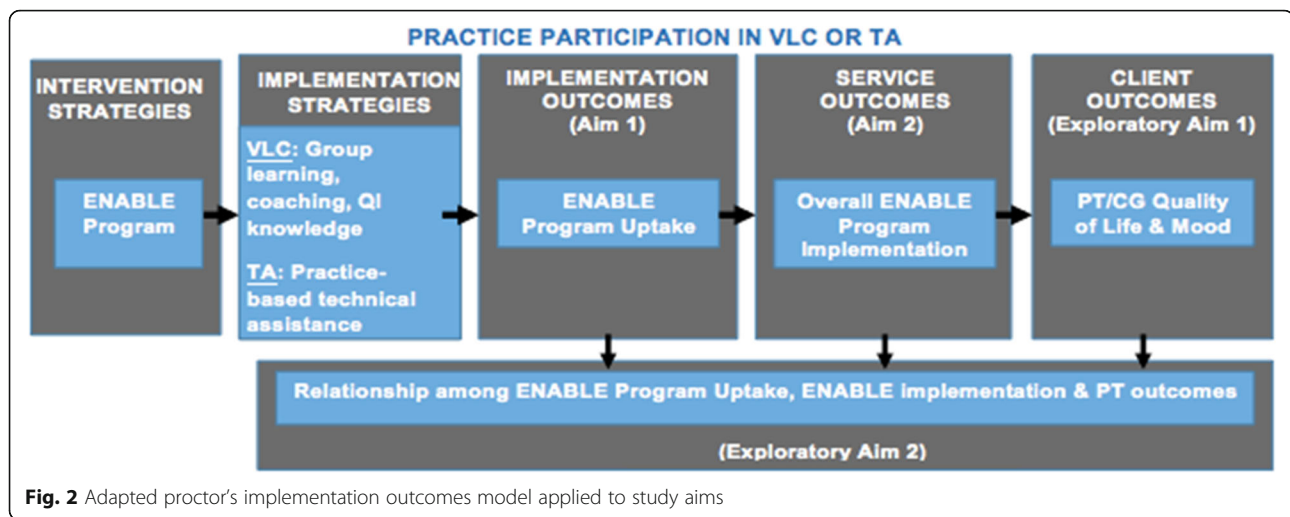 PRACTICE PARTICIPATION IN VLC OR TA
INTERVENTION
STRATEGIES
ENABLE
Program
IMPLEMENTATION
STRATEGIES
VLC: Group
learning,
coaching, QI
knowledge
TA: Practice-
based technical
assistance
IMPLEMENTATION
OUTCOMES
(Aim 1)
ENABLE
Program Uptake
SERVICE
OUTCOMES
(Aim 2)
Overall ENABLE
Program
Implementation
CLIENT
OUTCOMES
(Exploratory Aim 1)
PT/CG Quality
of Life & Mood
Relationship among ENABLE Program Uptake, ENABLE implementation & PT outcomes
(Exploratory Aim 2)
Fig. 2 Adapted proctor's implementation outcomes model applied to study aims